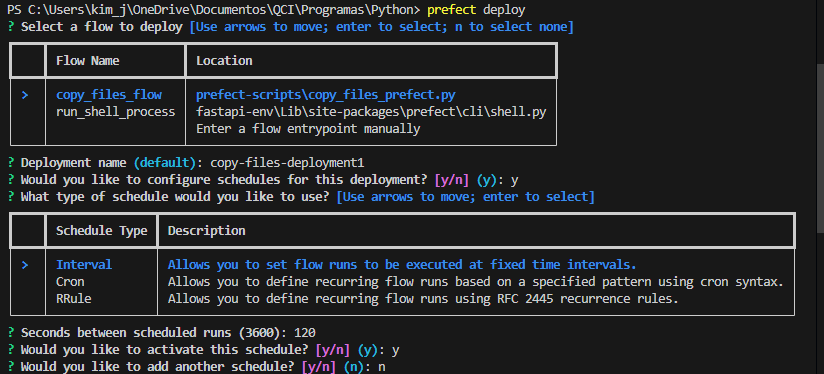 PS C:\Users\kim_j\OneDrive\Documentos\QCI\Programas\Python> prefect deploy
? Select a flow to deploy [Use arrows to move; enter to select; n to select none]
Flow Name Location
> copy_files_flow prefect-scripts\copy_files_prefect.py
run_shell_process fastapi-env\Lib\site-packages\prefect\cli\shell.py
Enter a flow entrypoint manually
? Deployment name (default): copy-files-deployment1
? Would you like to configure schedules for this deployment? [y/n] (y): y
? What type of schedule would you like to use? [Use arrows to move; enter to select]
Schedule Type Description
> Interval Allows you to set flow runs to be executed at fixed time intervals.
Cron Allows you to define recurring flow runs based on a specified pattern using cron syntax.
RRule Allows you to define recurring flow runs using RFC 2445 recurrence rules.
? Seconds between scheduled runs (3600): 120
? Would you like to activate this schedule? [y/n] (y): y
? Would you like to add another schedule? [y/n] (n): n